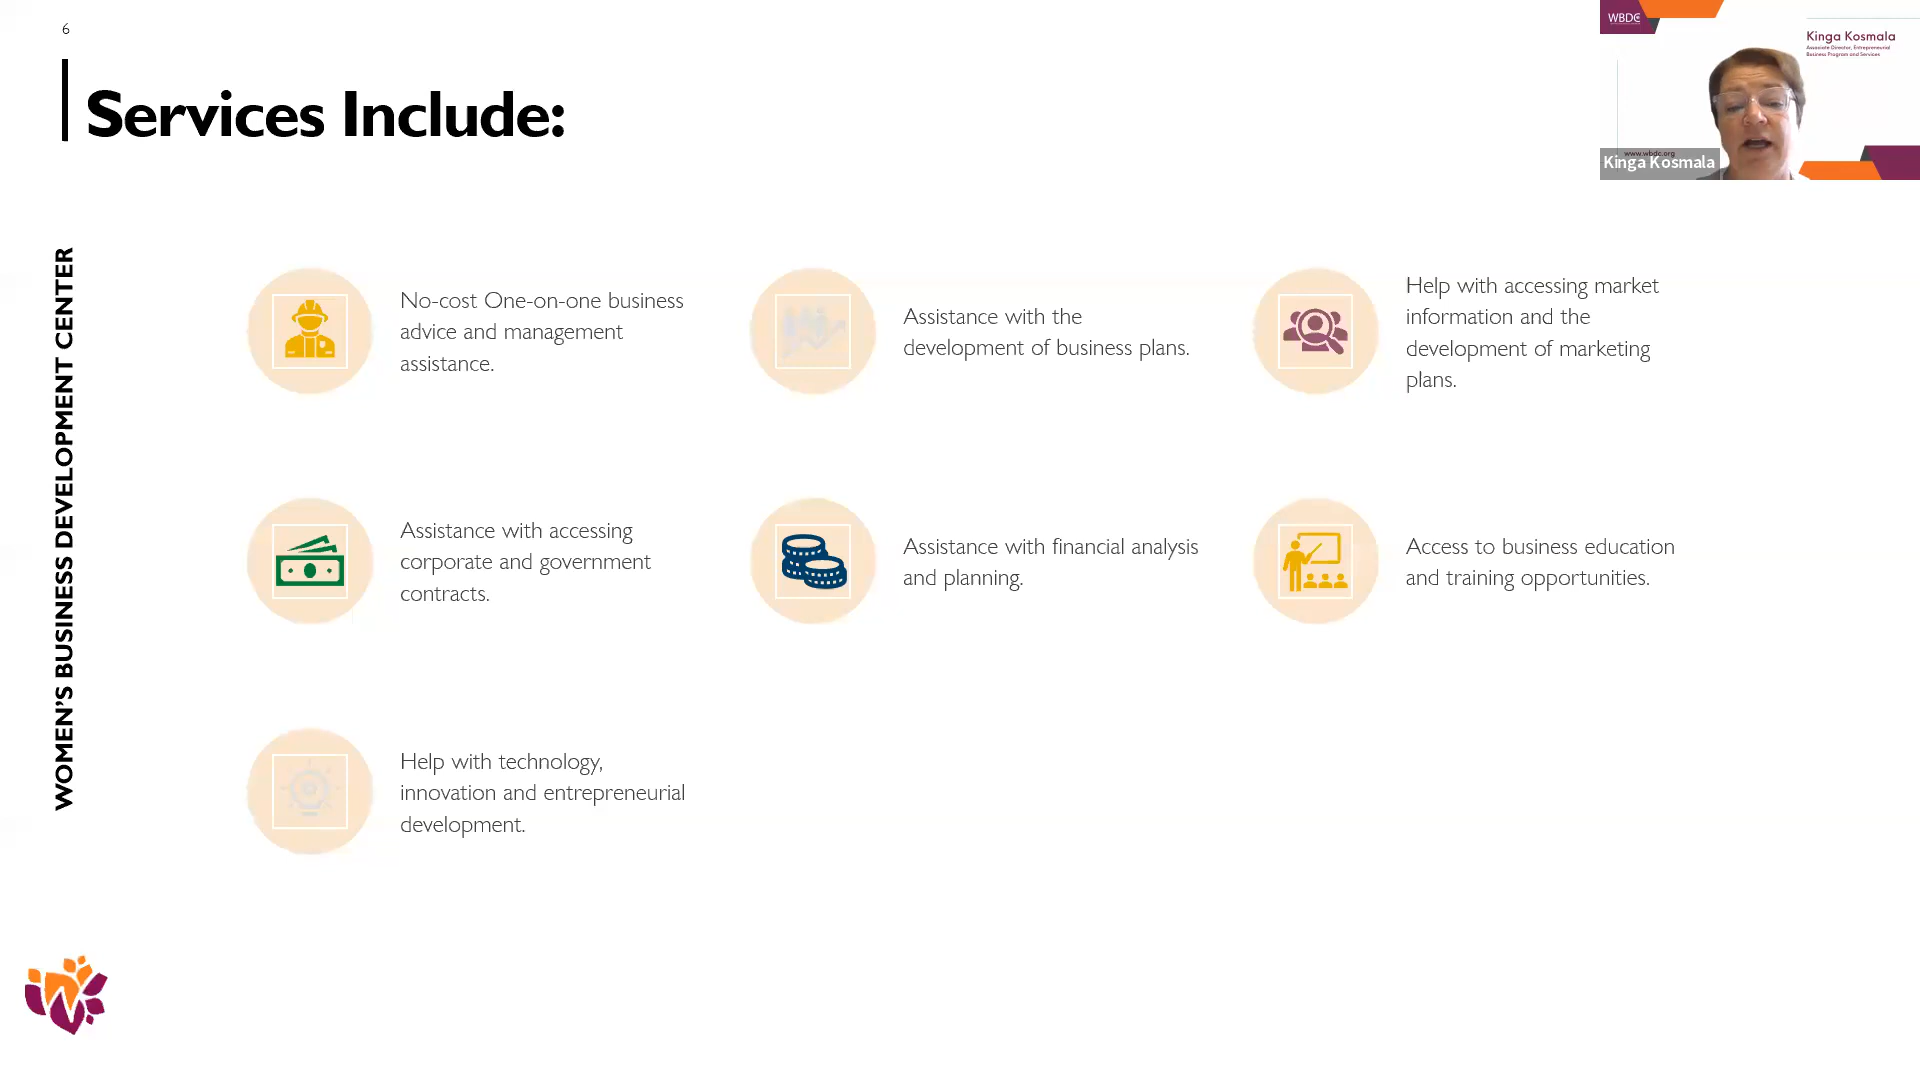 6
Services Include:
WOMEN'S BUSINESS DEVELOPMENT CENTER
No-cost One-on-one business
advice and management
assistance.
Assistance with the
development of business plans.
Help with accessing market
information and the
development of marketing
plans.
Assistance with accessing
corporate and government
contracts.
Assistance with financial analysis
and planning.
Access to business education
and training opportunities.
Help with technology,
innovation and entrepreneurial
development.
WBDC
Kinga Kosmala
Associate Director, Entrepreneurial
Business Program and Services
www.wbdc.org
Kinga Kosmala